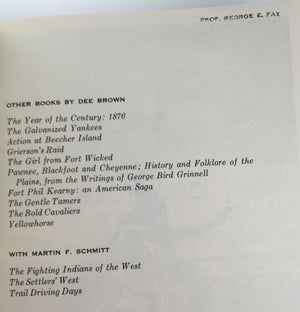 PROF. GEORGE E. FAY
OTHER BOOKS BY DEE BROWN
The Year of the Century: 1876
The Galvanized Yankees
Action at Beecher Island
Grierson's Raid
The Girl from Fort Wicked
Pawnee, Blackfoot and Cheyenne; History and Folklore of the
Plains, from the Writings of George Bird Grinnell
Fort Phil Kearny: an American Saga
The Gentle Tamers
The Bold Cavaliers
Yellowhorse
WITH MARTIN F. SCHMITT
The Fighting Indians of the West
The Settlers' West
Trail Driving Days